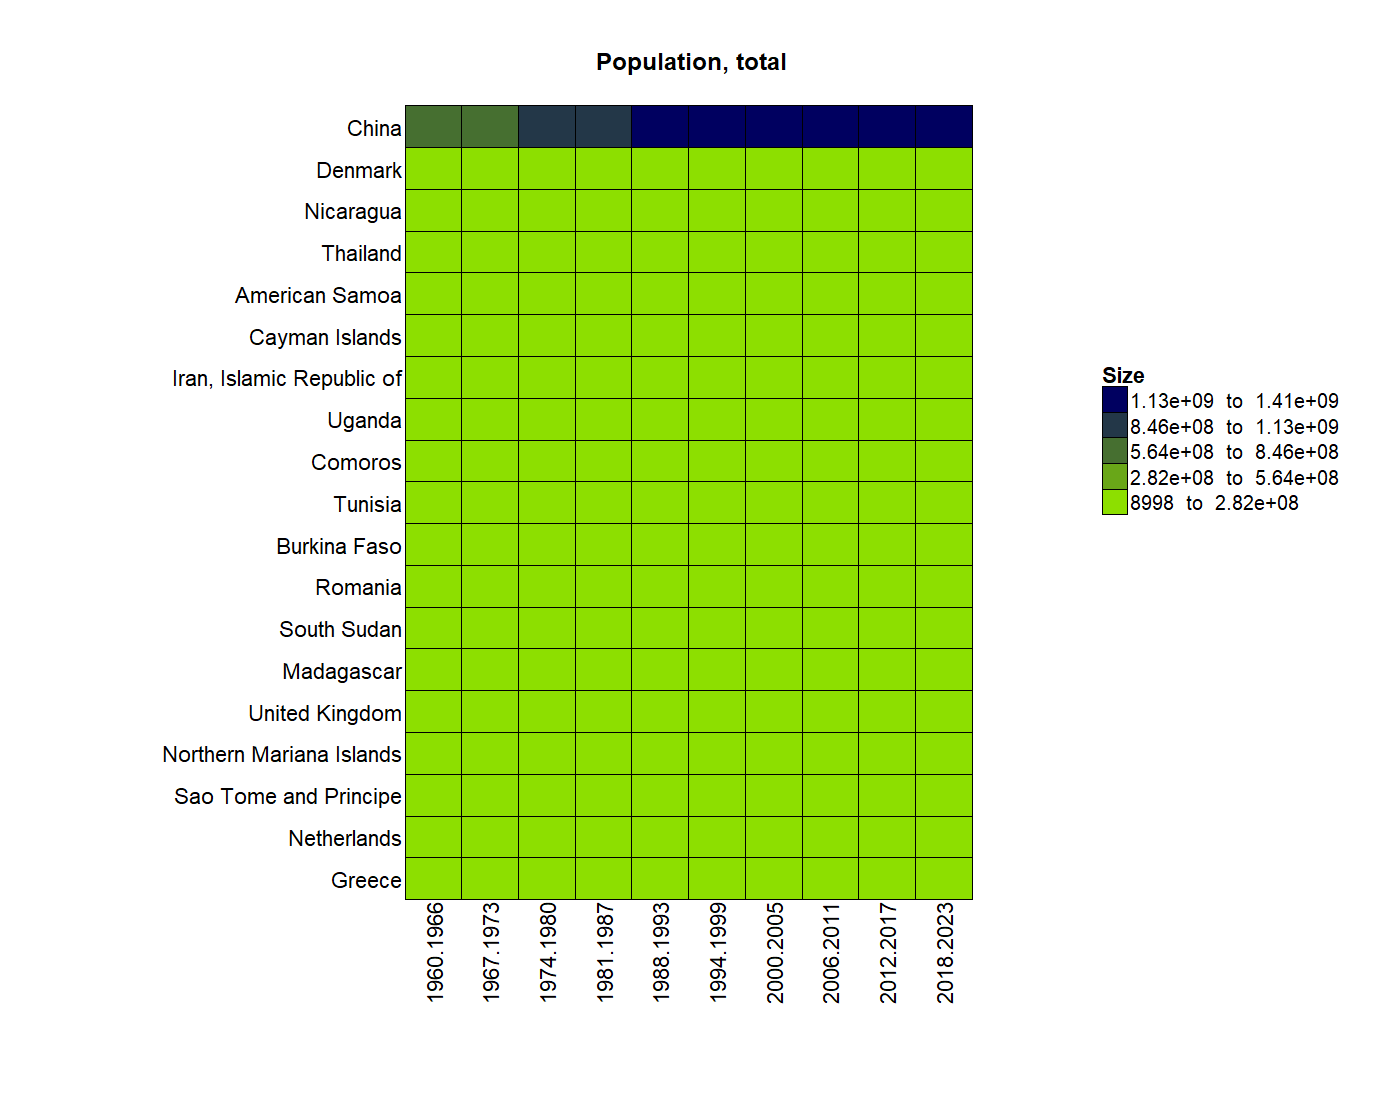 Population, total
China
Denmark
Nicaragua
Thailand
American Samoa
Cayman Islands
Iran, Islamic Republic of
Uganda
Comoros
Tunisia
Burkina Faso
Romania
South Sudan
Madagascar
United Kingdom
Northern Mariana Islands
Sao Tome and Principe
Netherlands
Greece
1960.1966
1967.1973
1974.1980
1981.1987
1988.1993
1994.1999
2000.2005
2006.2011
2012.2017
2018.2023
Size
1.13e+09 to 1.41e+09
8.46e+08 to 1.13e+09
5.64e+08 to 8.46e+08
2.82e+08 to 5.64e+08
8998 to 2.82e+08